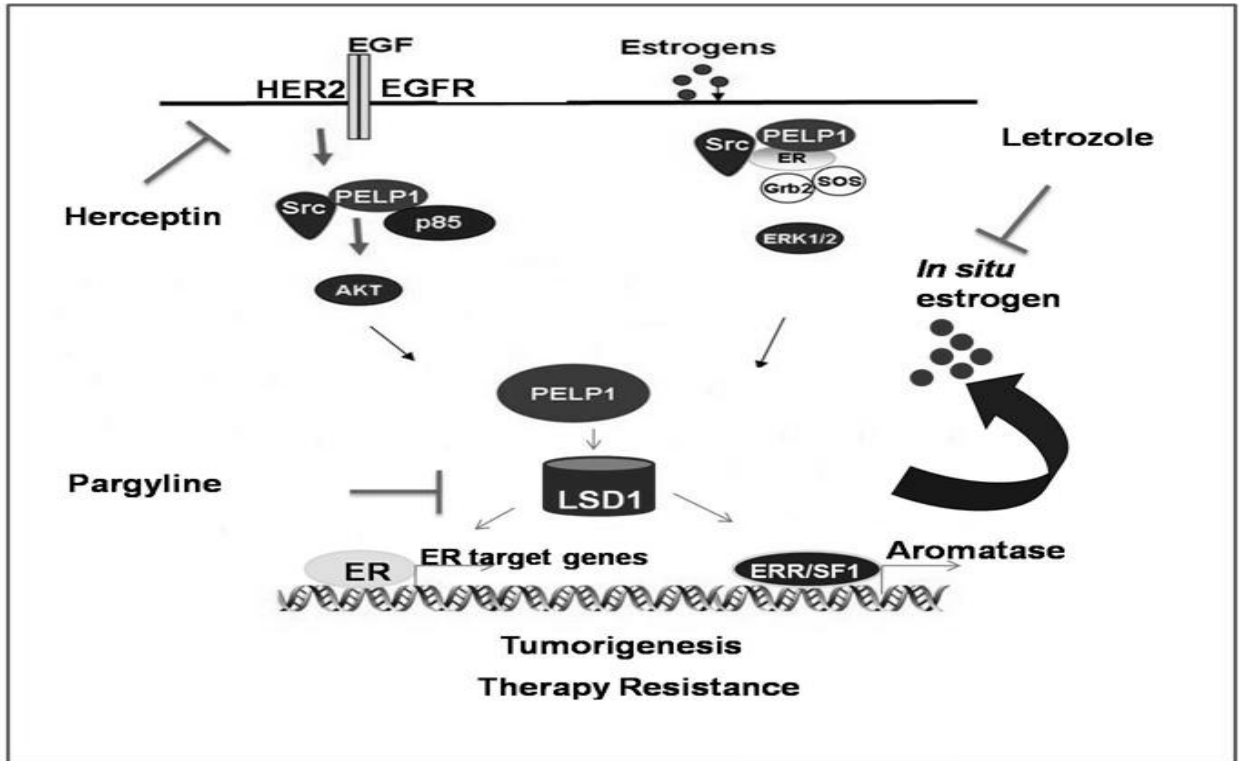 EGF
HER2 EGFR
Estrogens
Herceptin
Src PELP1
p85
AKT
Src PELP1
ER
Grb2 SOS
ERK1/2
Letrozole
In situ
estrogen
PELP1
Pargyline
LSD1
ER ER target genes
ERR/SF1 Aromatase
Tumorigenesis
Therapy Resistance